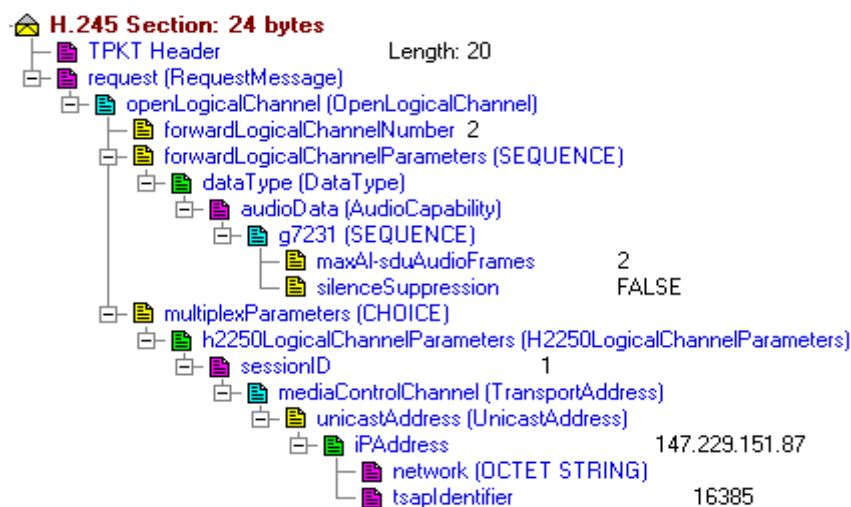 H.245 Section: 24 bytes
TPKT Header Length: 20
request (RequestMessage)
openLogicalChannel (OpenLogicalChannel)
forwardLogicalChannelNumber 2
forwardLogicalChannelParameters (SEQUENCE)
dataType (DataType)
audioData (AudioCapability)
g7231 (SEQUENCE)
maxAl-sduAudioFrames 2
silenceSuppression FALSE
multiplexParameters (CHOICE)
h2250LogicalChannelParameters (H2250LogicalChannelParameters)
sessionID 1
mediaControlChannel (TransportAddress)
unicastAddress (UnicastAddress)
iPAddress 147.229.151.87
network (OCTET STRING)
tsapIdentifier 16385